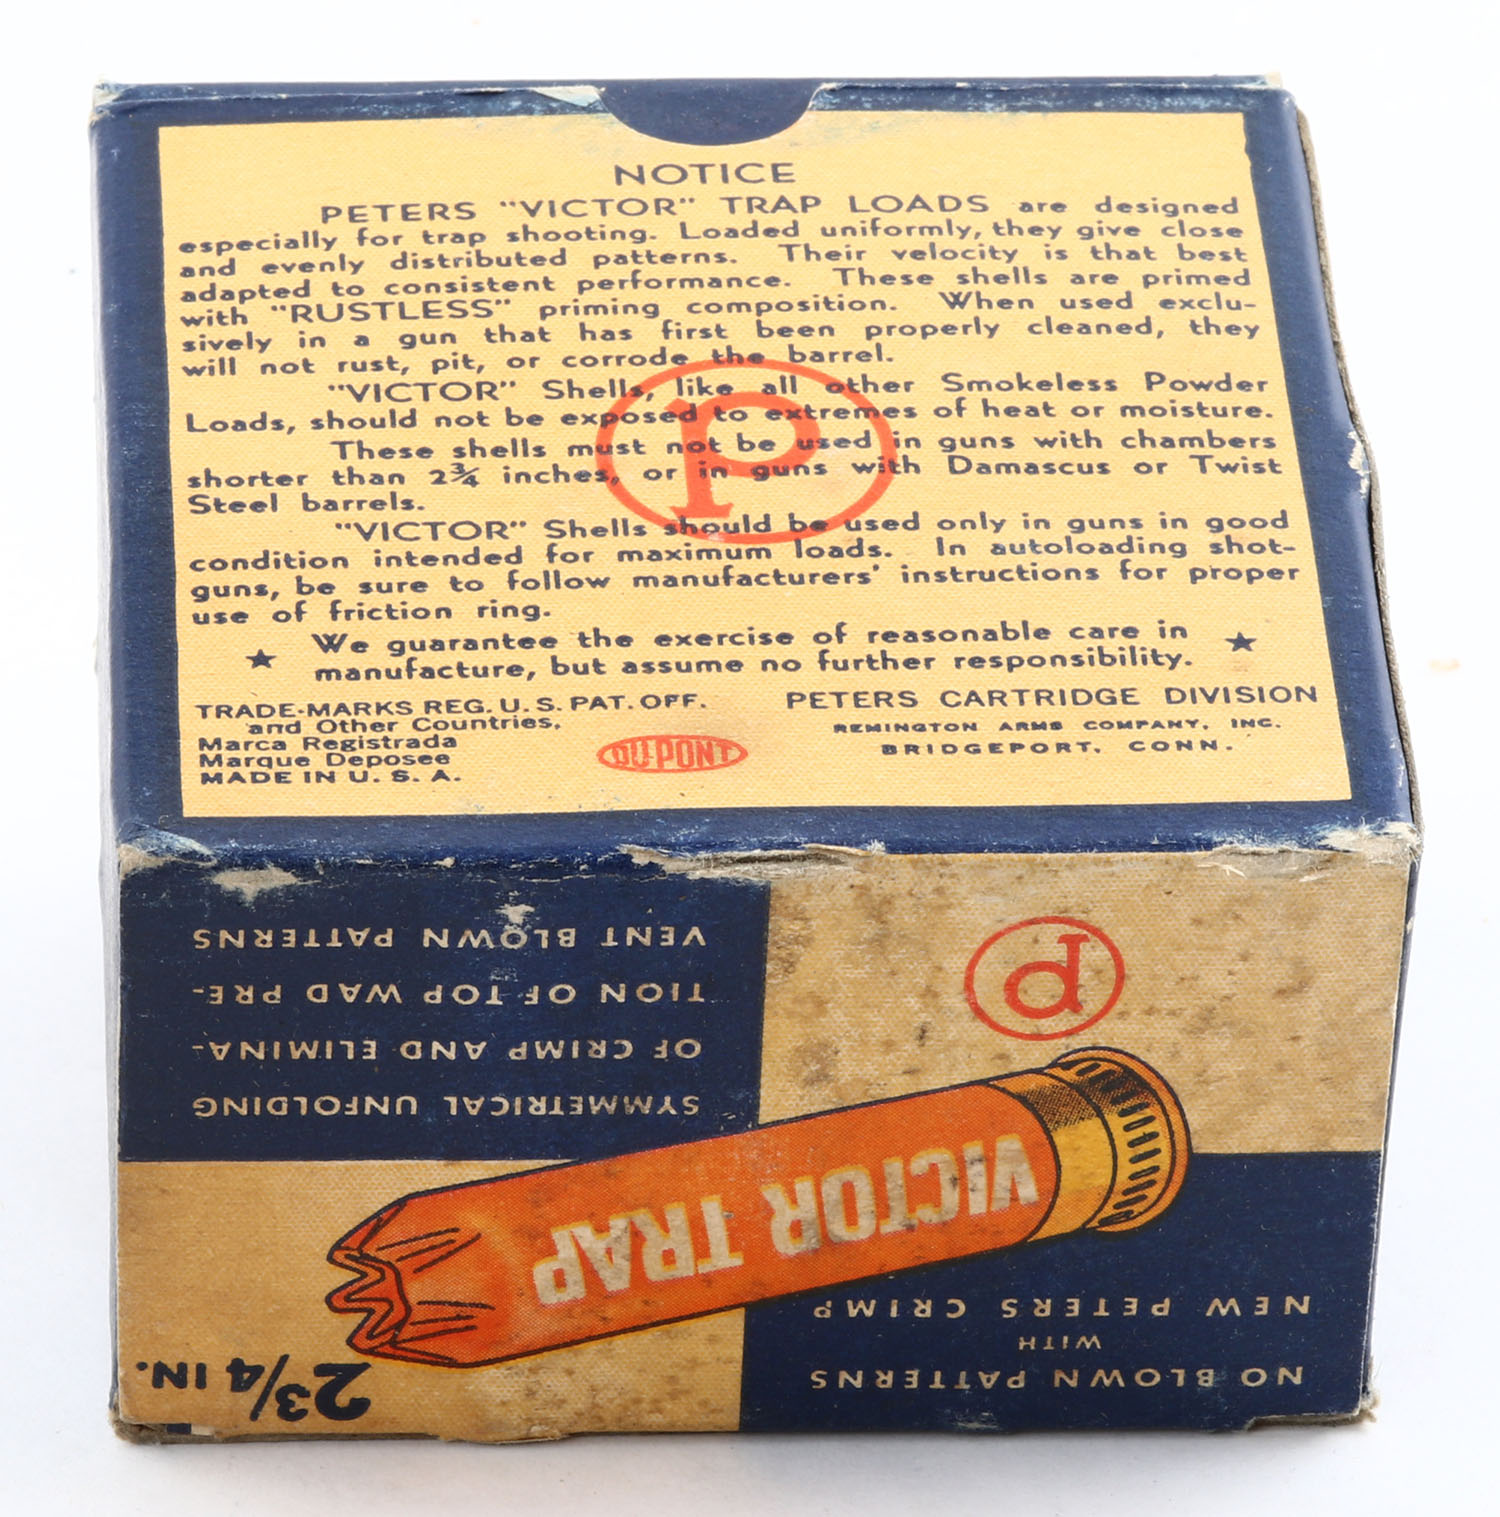 NOTICE
PETERS "VICTOR" TRAP LOADS are designed
especially for trap shooting. Loaded uniformly, they give close
and evenly distributed patterns. Their velocity is that best
adapted to consistent performance. These shells are primed
with "RUSTLESS" priming composition. When used exclu-
sively in a gun that has first been properly cleaned, they
will not rust, pit, or corrode the barrel.
"VICTOR" Shells, like all other Smokeless Powder
Loads, should not be exposed to extremes of heat or moisture.
These shells must not be used in guns with chambers
shorter than 2¾ inches, or in guns with Damascus or Twist
Steel barrels.
"VICTOR" Shells should be used only in guns in good
condition intended for maximum loads. In autoloading shot-
guns, be sure to follow manufacturers' instructions for proper
use of friction ring.
We guarantee the exercise of reasonable care in
manufacture, but assume no further responsibility.
P
TRADE-MARKS REG. U. S. PAT. OFF.
and Other Countries,
Marca Registrada
Marque Deposee
MADE IN U. S. A.
DU PONT
PETERS CARTRIDGE DIVISION
REMINGTON ARMS COMPANY, INC.
BRIDGEPORT, CONN.
NO BLOWN PATTERNS
WITH
NEW PETERS CRIMP
2¾ IN.
VICTOR TRAP
P
SYMMETRICAL UNFOLDING
OF CRIMP AND ELIMINA-
TION OF TOP WAD PRE-
VENT BLOWN PATTERNS